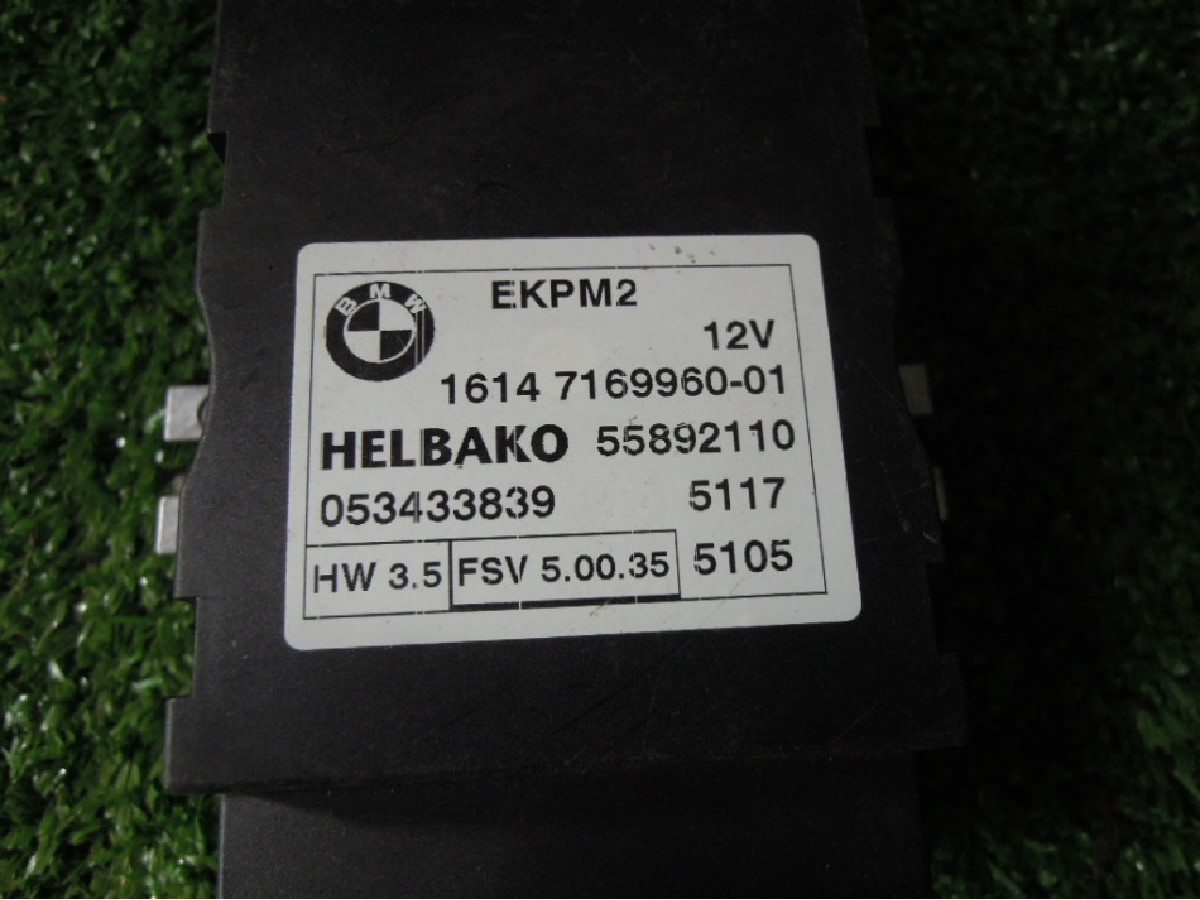 BMW
EKPM2
12V
1614 7169960-01
HELBAKO 55892110
053433839 5117
HW 3.5 FSV 5.00.35 5105